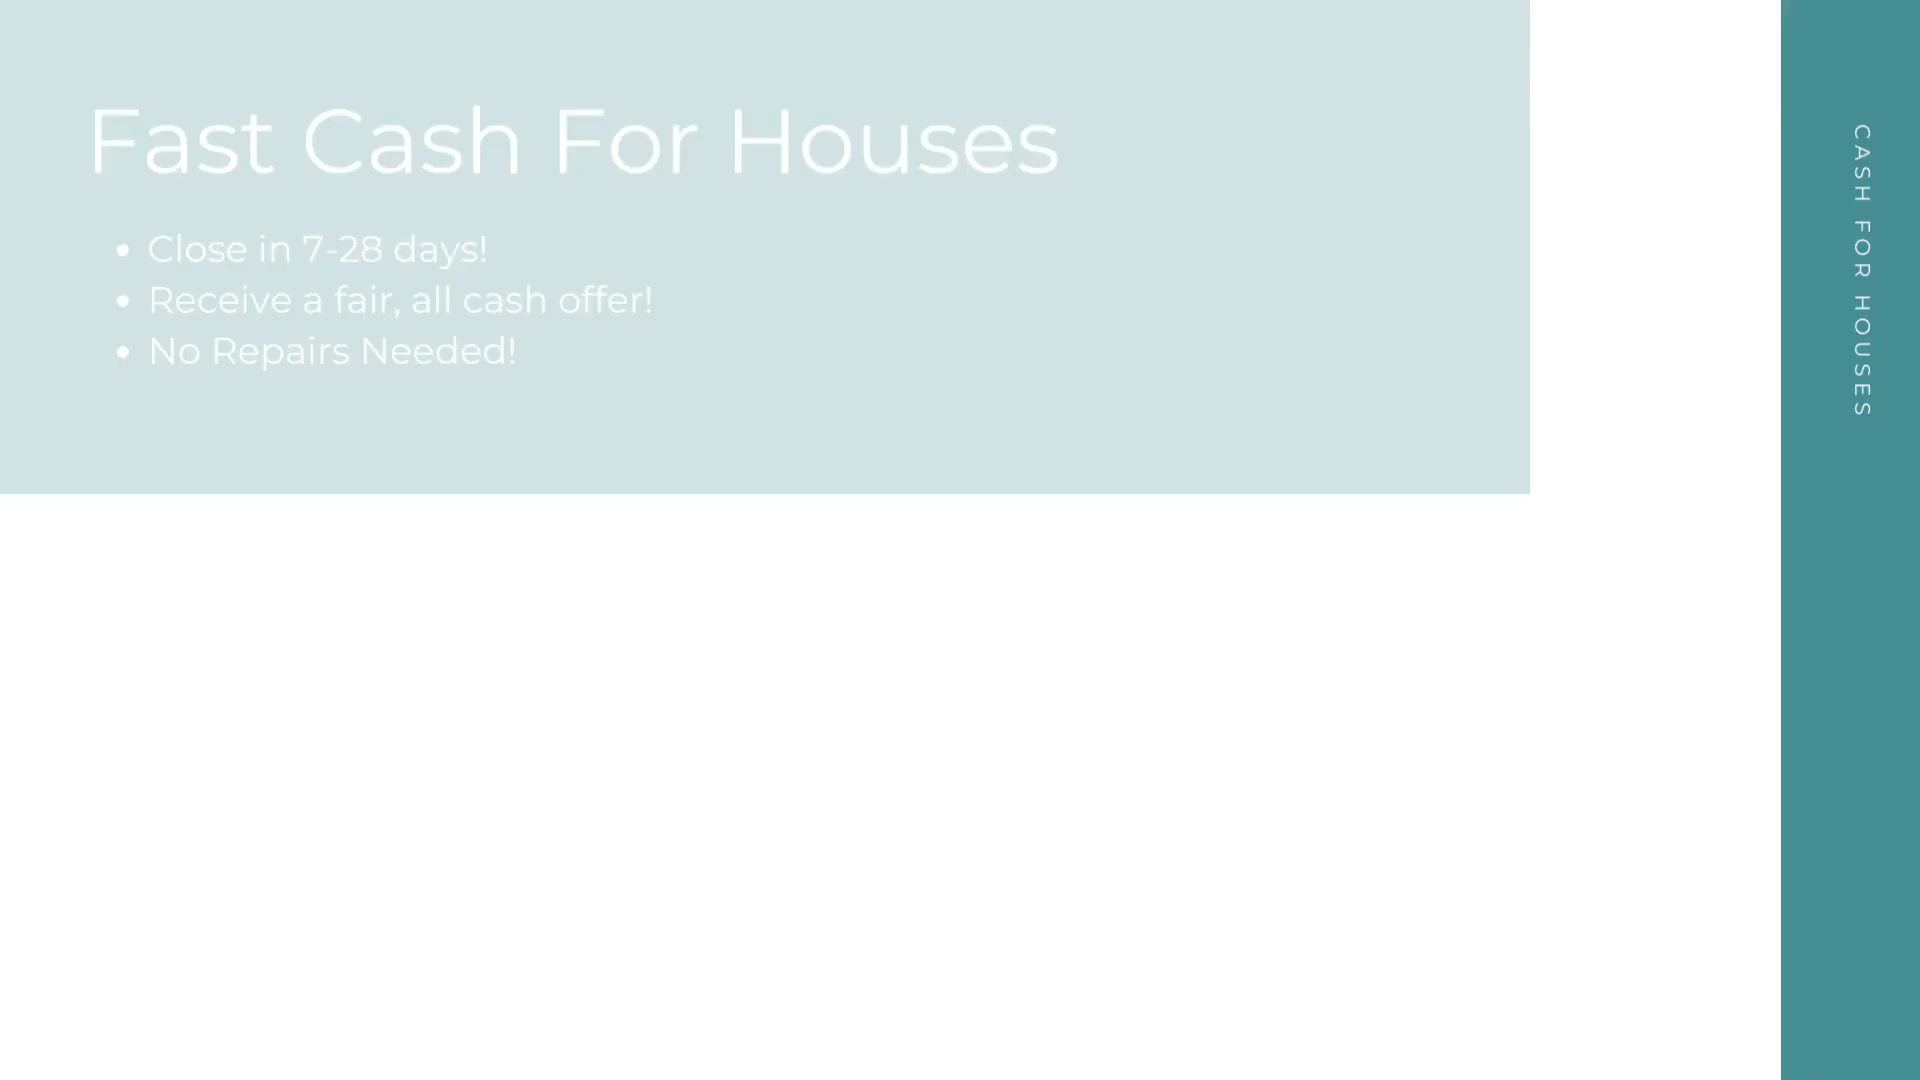 Fast Cash For Houses
• Close in 7-28 days!
• Receive a fair, all cash offer!
• No Repairs Needed!
CASH FOR HOUSES